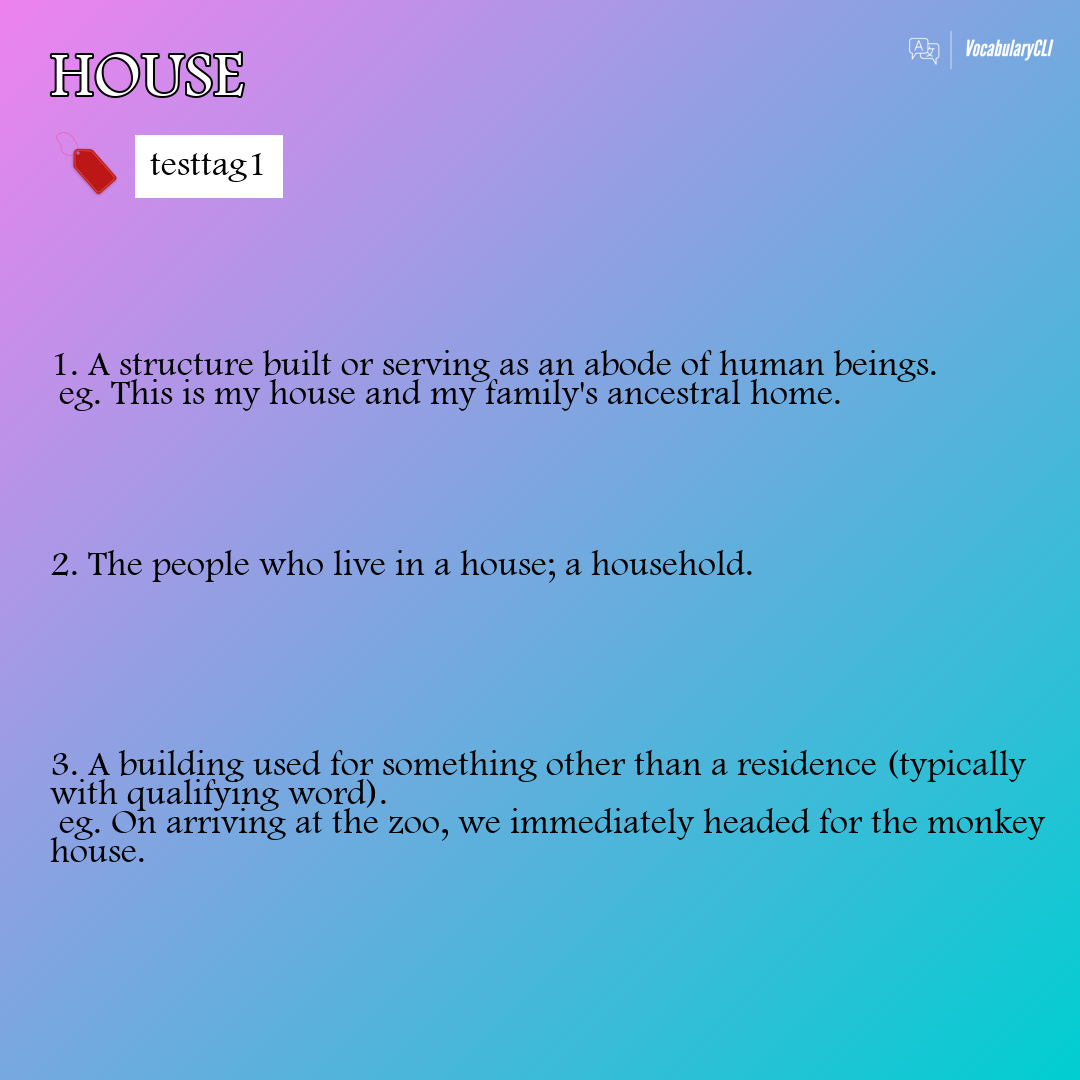 HOUSE
VocabularyCLI
testtag1
1. A structure built or serving as an abode of human beings.
eg. This is my house and my family's ancestral home.
2. The people who live in a house; a household.
3. A building used for something other than a residence (typically
with qualifying word).
eg. On arriving at the zoo, we immediately headed for the monkey
house.